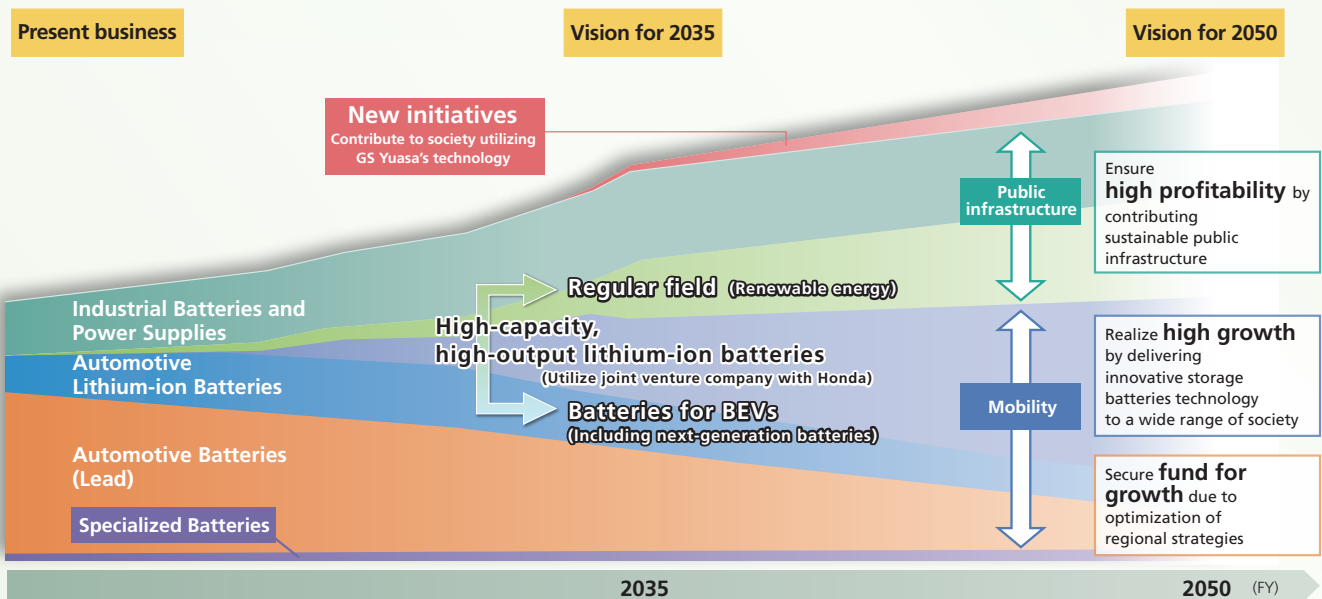 Present business
Vision for 2035
Vision for 2050
New initiatives
Contribute to society utilizing
GS Yuasa's technology
Public
infrastructure
Ensure
high profitability by
contributing
sustainable public
infrastructure
Industrial Batteries and
Power Supplies
Regular field (Renewable energy)
High-capacity,
high-output lithium-ion batteries
(Utilize joint venture company with Honda)
Automotive
Lithium-ion Batteries
Batteries for BEVs
(Including next-generation batteries)
Mobility
Realize high growth
by delivering
innovative storage
batteries technology
to a wide range of society
Automotive Batteries
(Lead)
Secure fund for
growth due to
optimization of
regional strategies
Specialized Batteries
2035
2050 (FY)